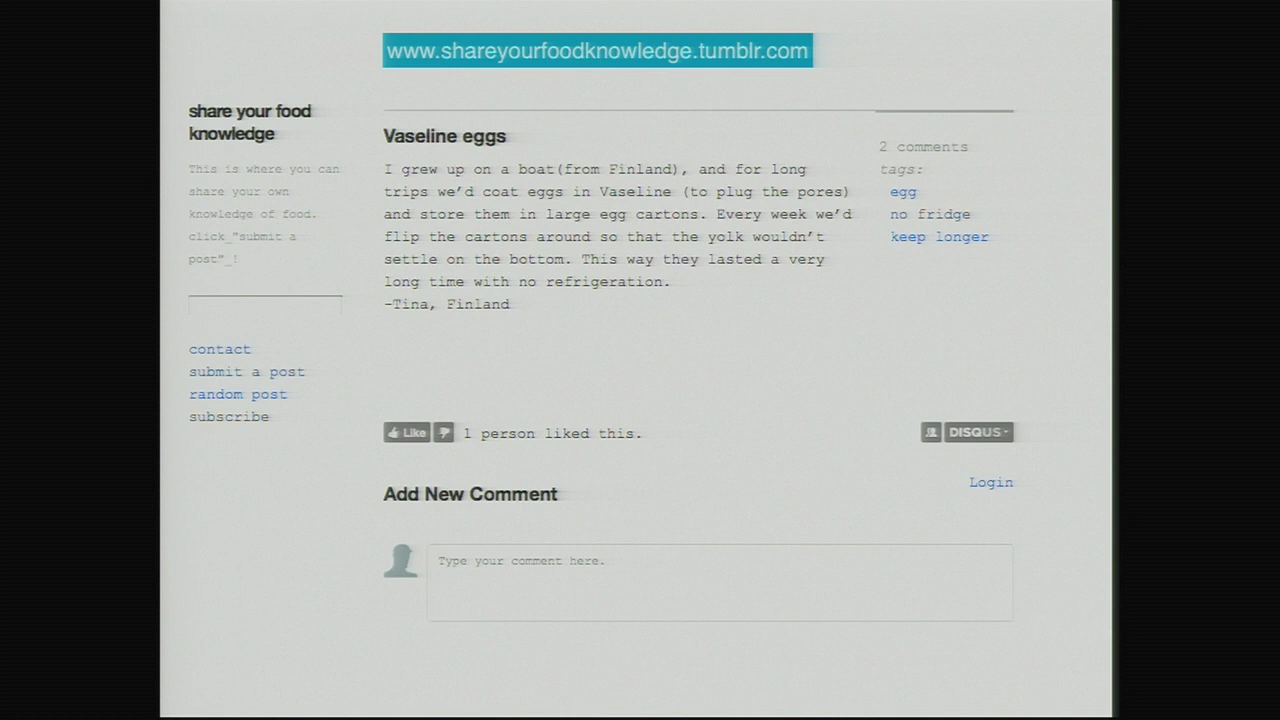 www.shareyourfoodknowledge.tumblr.com
share your food
knowledge
This is where you can
share your own
knowledge of food.
click_"submit a
post"_!
contact
submit a post
random post
subscribe
Vaseline eggs
I grew up on a boat(from Finland), and for long
trips we'd coat eggs in Vaseline (to plug the pores)
and store them in large egg cartons. Every week we'd
flip the cartons around so that the yolk wouldn't
settle on the bottom. This way they lasted a very
long time with no refrigeration.
-Tina, Finland
2 comments
tags:
egg
no fridge
keep longer
Like
1 person liked this.
DISQUS
Login
Add New Comment
Type your comment here.